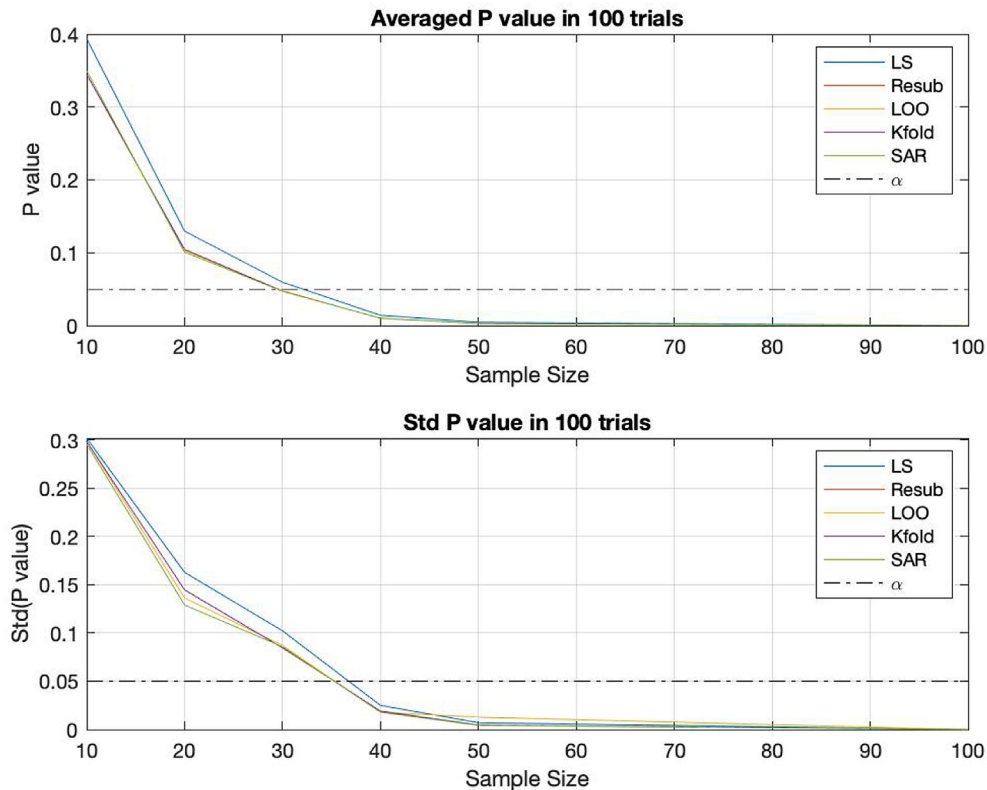 Averaged P value in 100 trials
P value
0.4
0.3
0.2
0.1
0
10 20 30 40 50 60 70 80 90 100
Sample Size
LS
Resub
LOO
Kfold
SAR
α
Std P value in 100 trials
Std(P value)
0.3
0.25
0.2
0.15
0.1
0.05
0
10 20 30 40 50 60 70 80 90 100
Sample Size
LS
Resub
LOO
Kfold
SAR
α